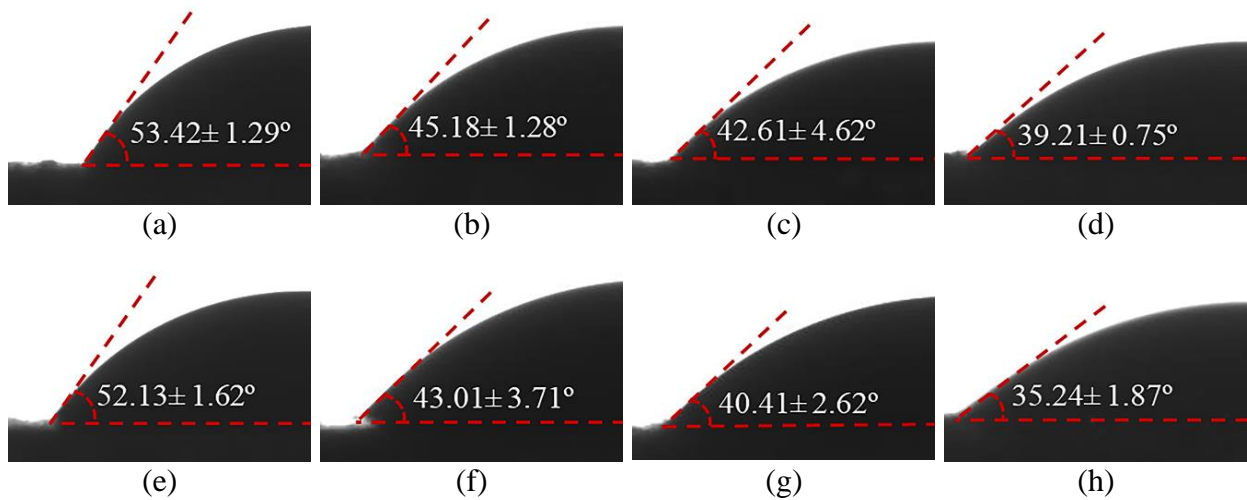 53.42± 1.29º
45.18± 1.28º
42.61± 4.62º
39.21± 0.75º
(a)
(b)
(c)
(d)
52.13± 1.62º
43.01± 3.71º
40.41± 2.62º
35.24± 1.87º
(e)
(f)
(g)
(h)